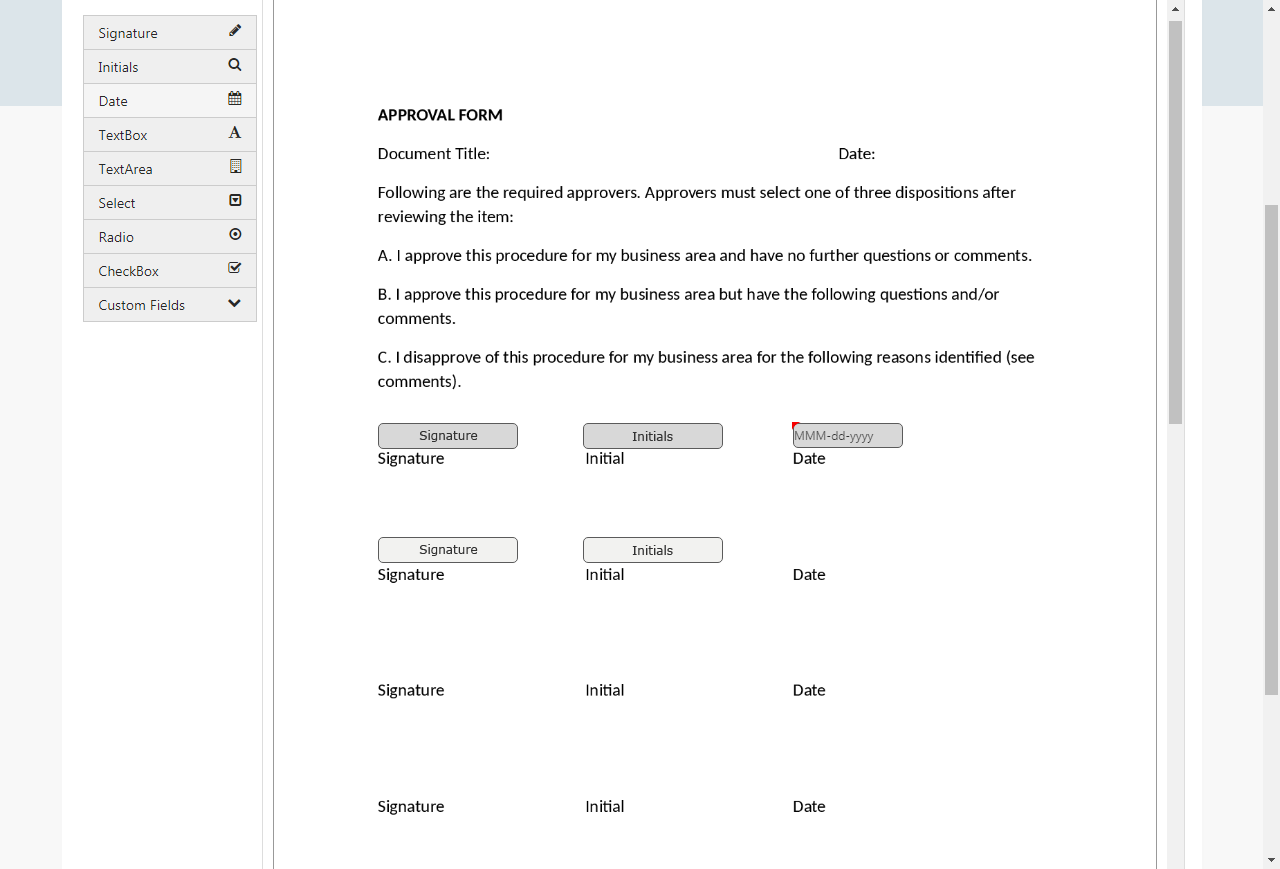 Signature
Initials
Date
TextBox
TextArea
Select
Radio
CheckBox
Custom Fields
APPROVAL FORM
Document Title: Date:
Following are the required approvers. Approvers must select one of three dispositions after
reviewing the item:
A. I approve this procedure for my business area and have no further questions or comments.
B. I approve this procedure for my business area but have the following questions and/or
comments.
C. I disapprove of this procedure for my business area for the following reasons identified (see
comments).
Signature Initials MMM-dd-yyyy
Signature Initial Date
Signature Initials
Signature Initial Date
Signature Initial Date
Signature Initial Date